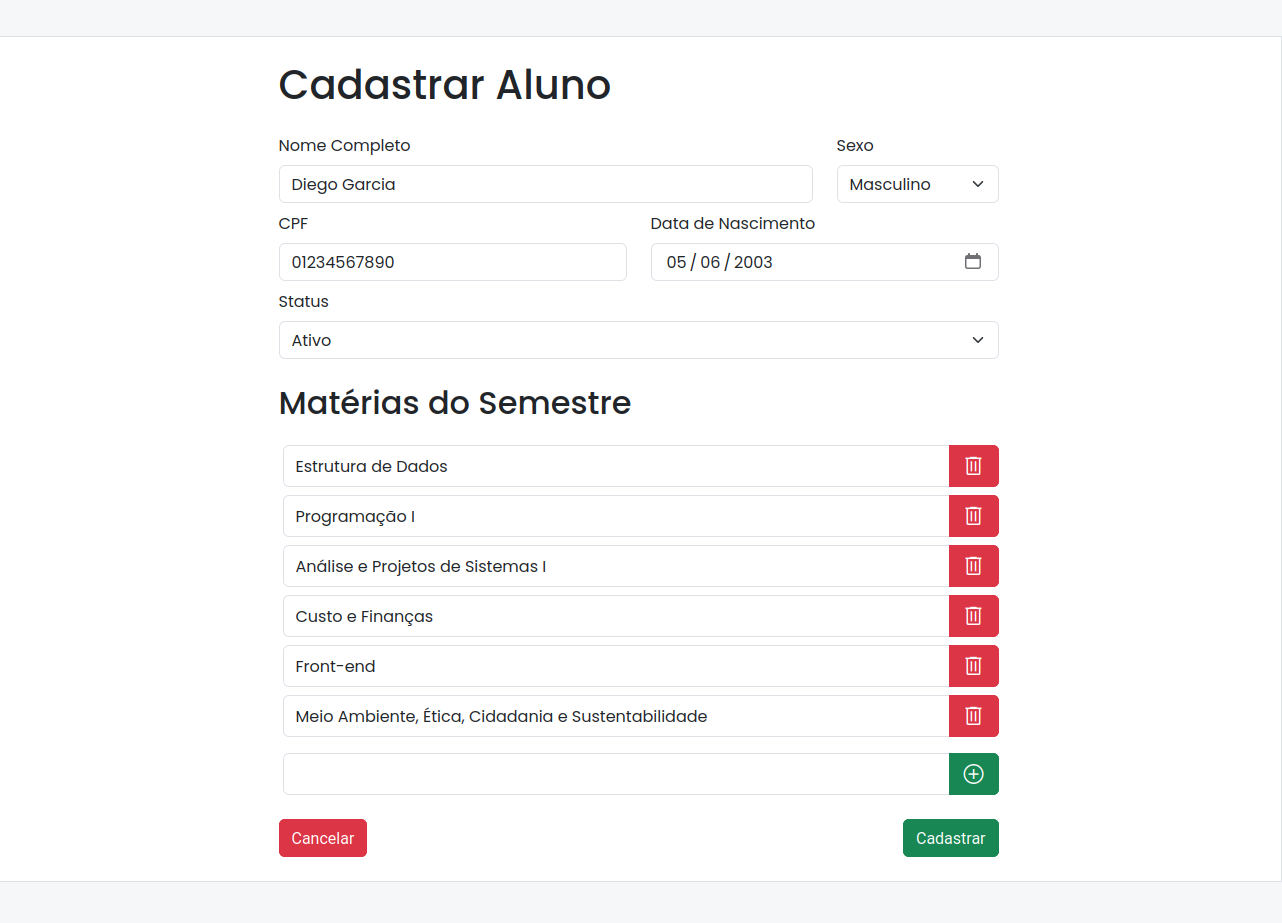 Cadastrar Aluno
Nome Completo
Sexo
Diego Garcia
Masculino
CPF
Data de Nascimento
01234567890
05 / 06 / 2003
Status
Ativo
Matérias do Semestre
Estrutura de Dados
Programação I
Análise e Projetos de Sistemas I
Custo e Finanças
Front-end
Meio Ambiente, Ética, Cidadania e Sustentabilidade
Cancelar
Cadastrar